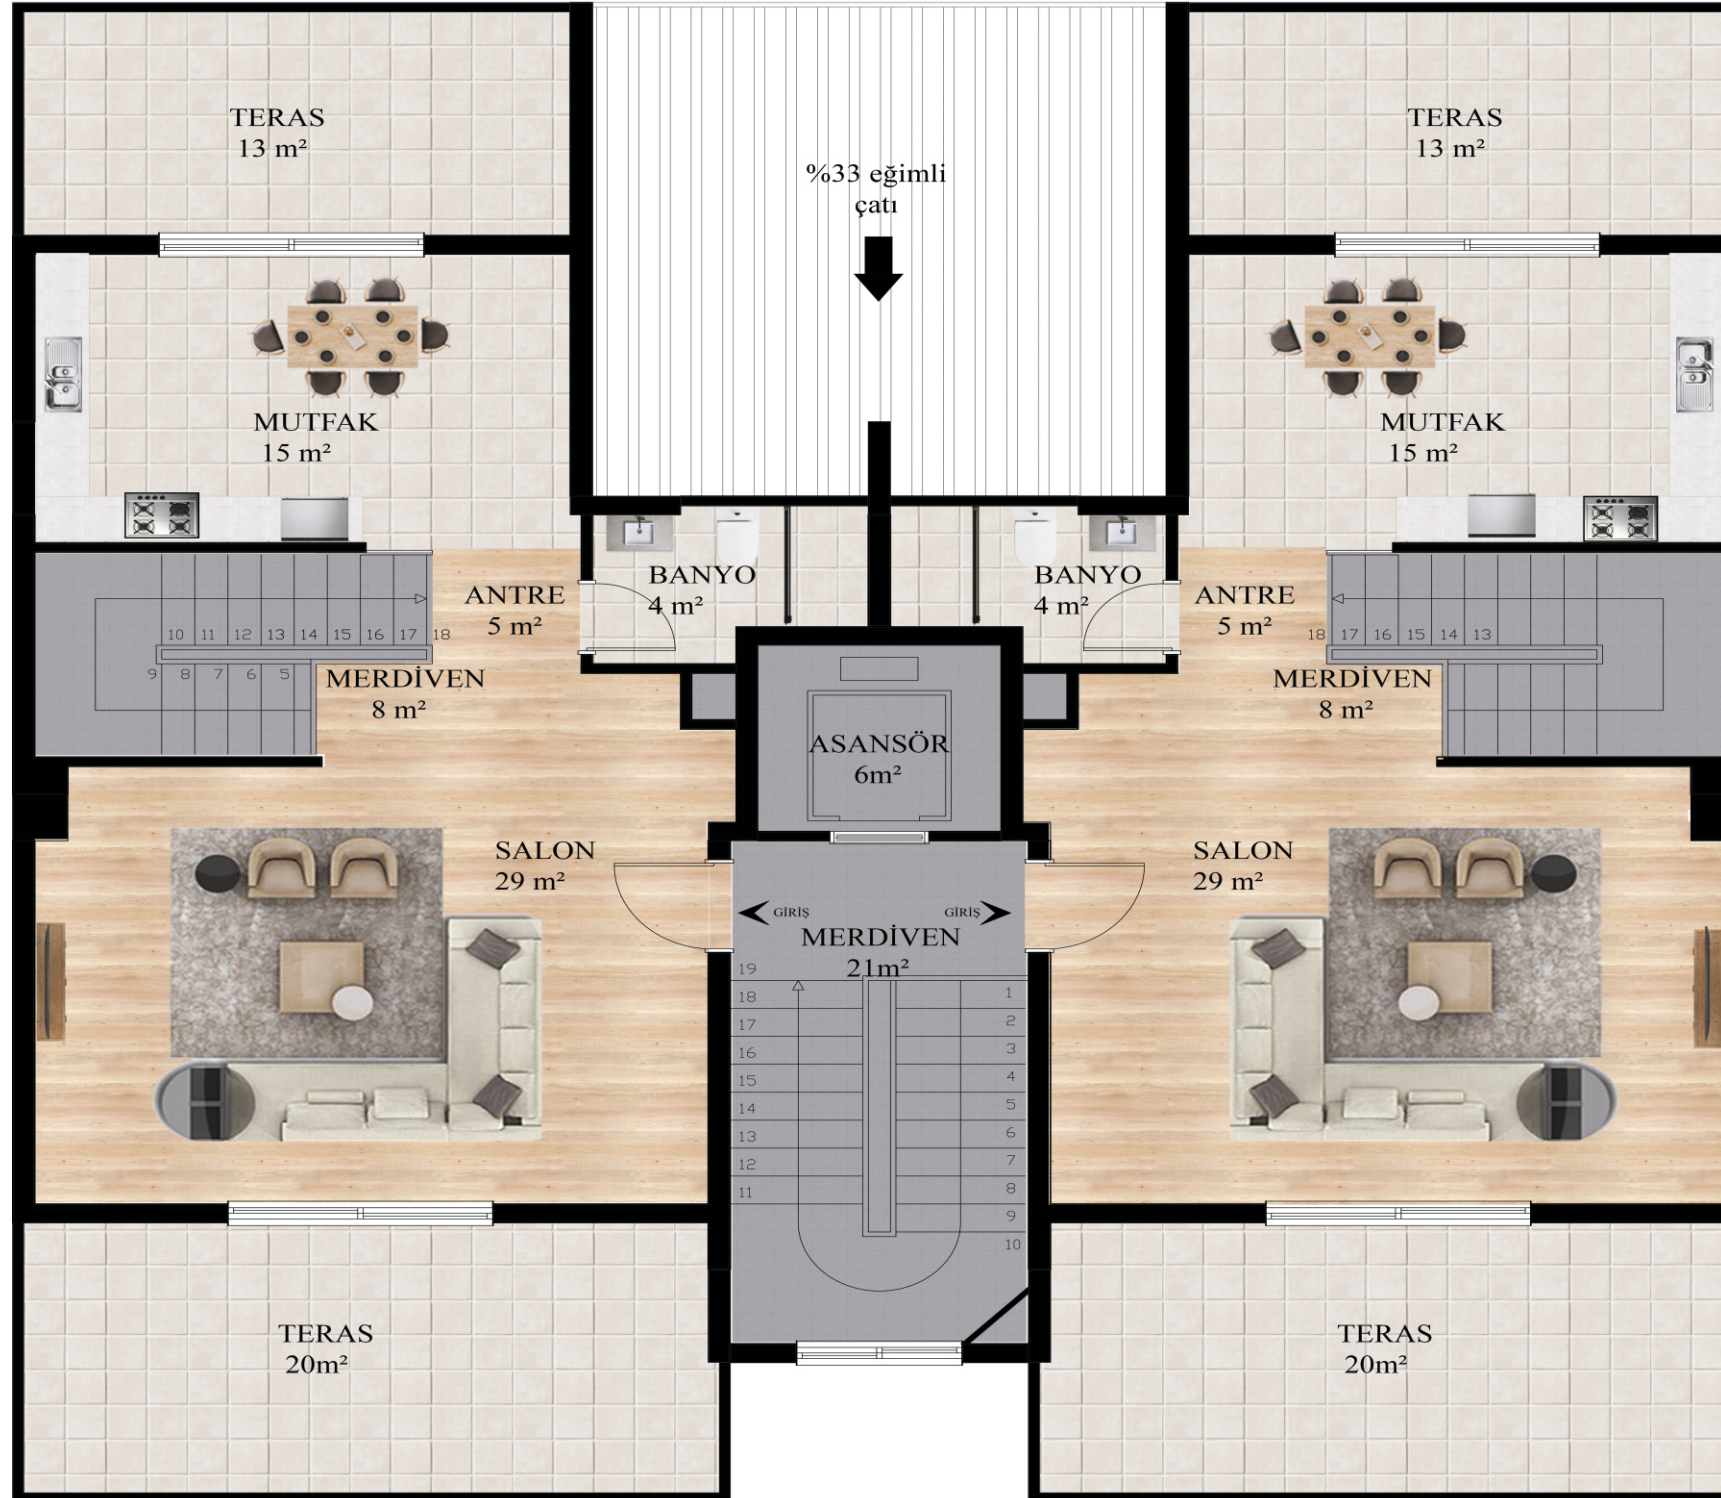 TERAS
13 m²
%33 eğimli
çatı
TERAS
13 m²
MUTFAK
15 m²
MUTFAK
15 m²
BANYO
4 m²
BANYO
4 m²
ANTRE
5 m²
ANTRE
5 m²
10 11 12 13 14 15 16 17 18
9 8 7 6 5
18 17 16 15 14 13
MERDİVEN
8 m²
MERDİVEN
8 m²
ASANSÖR
6m²
SALON
29 m²
SALON
29 m²
GİRİŞ
GİRİŞ
MERDİVEN
21m²
19
18
17
16
15
14
13
12
11
1
2
3
4
5
6
7
8
9
10
TERAS
20m²
TERAS
20m²